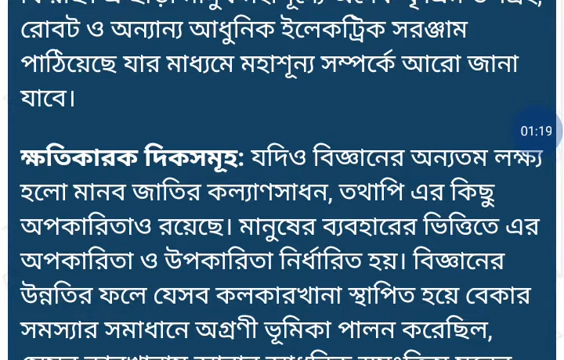 রোবট ও অন্যান্য আধুনিক ইলেকট্রিক সরঞ্জাম
পাঠিয়েছে যার মাধ্যমে মহাশূন্য সম্পর্কে আরো জানা
যাবে।
01:19
ক্ষতিকারক দিকসমূহ: যদিও বিজ্ঞানের অন্যতম লক্ষ্য
হলো মানব জাতির কল্যাণসাধন, তথাপি এর কিছু
অপকারিতাও রয়েছে। মানুষের ব্যবহারের ভিত্তিতে এর
অপকারিতা ও উপকারিতা নির্ধারিত হয়। বিজ্ঞানের
উন্নতির ফলে যেসব কলকারখানা স্থাপিত হয়ে বেকার
সমস্যার সমাধানে অগ্রণী ভূমিকা পালন করেছিল,